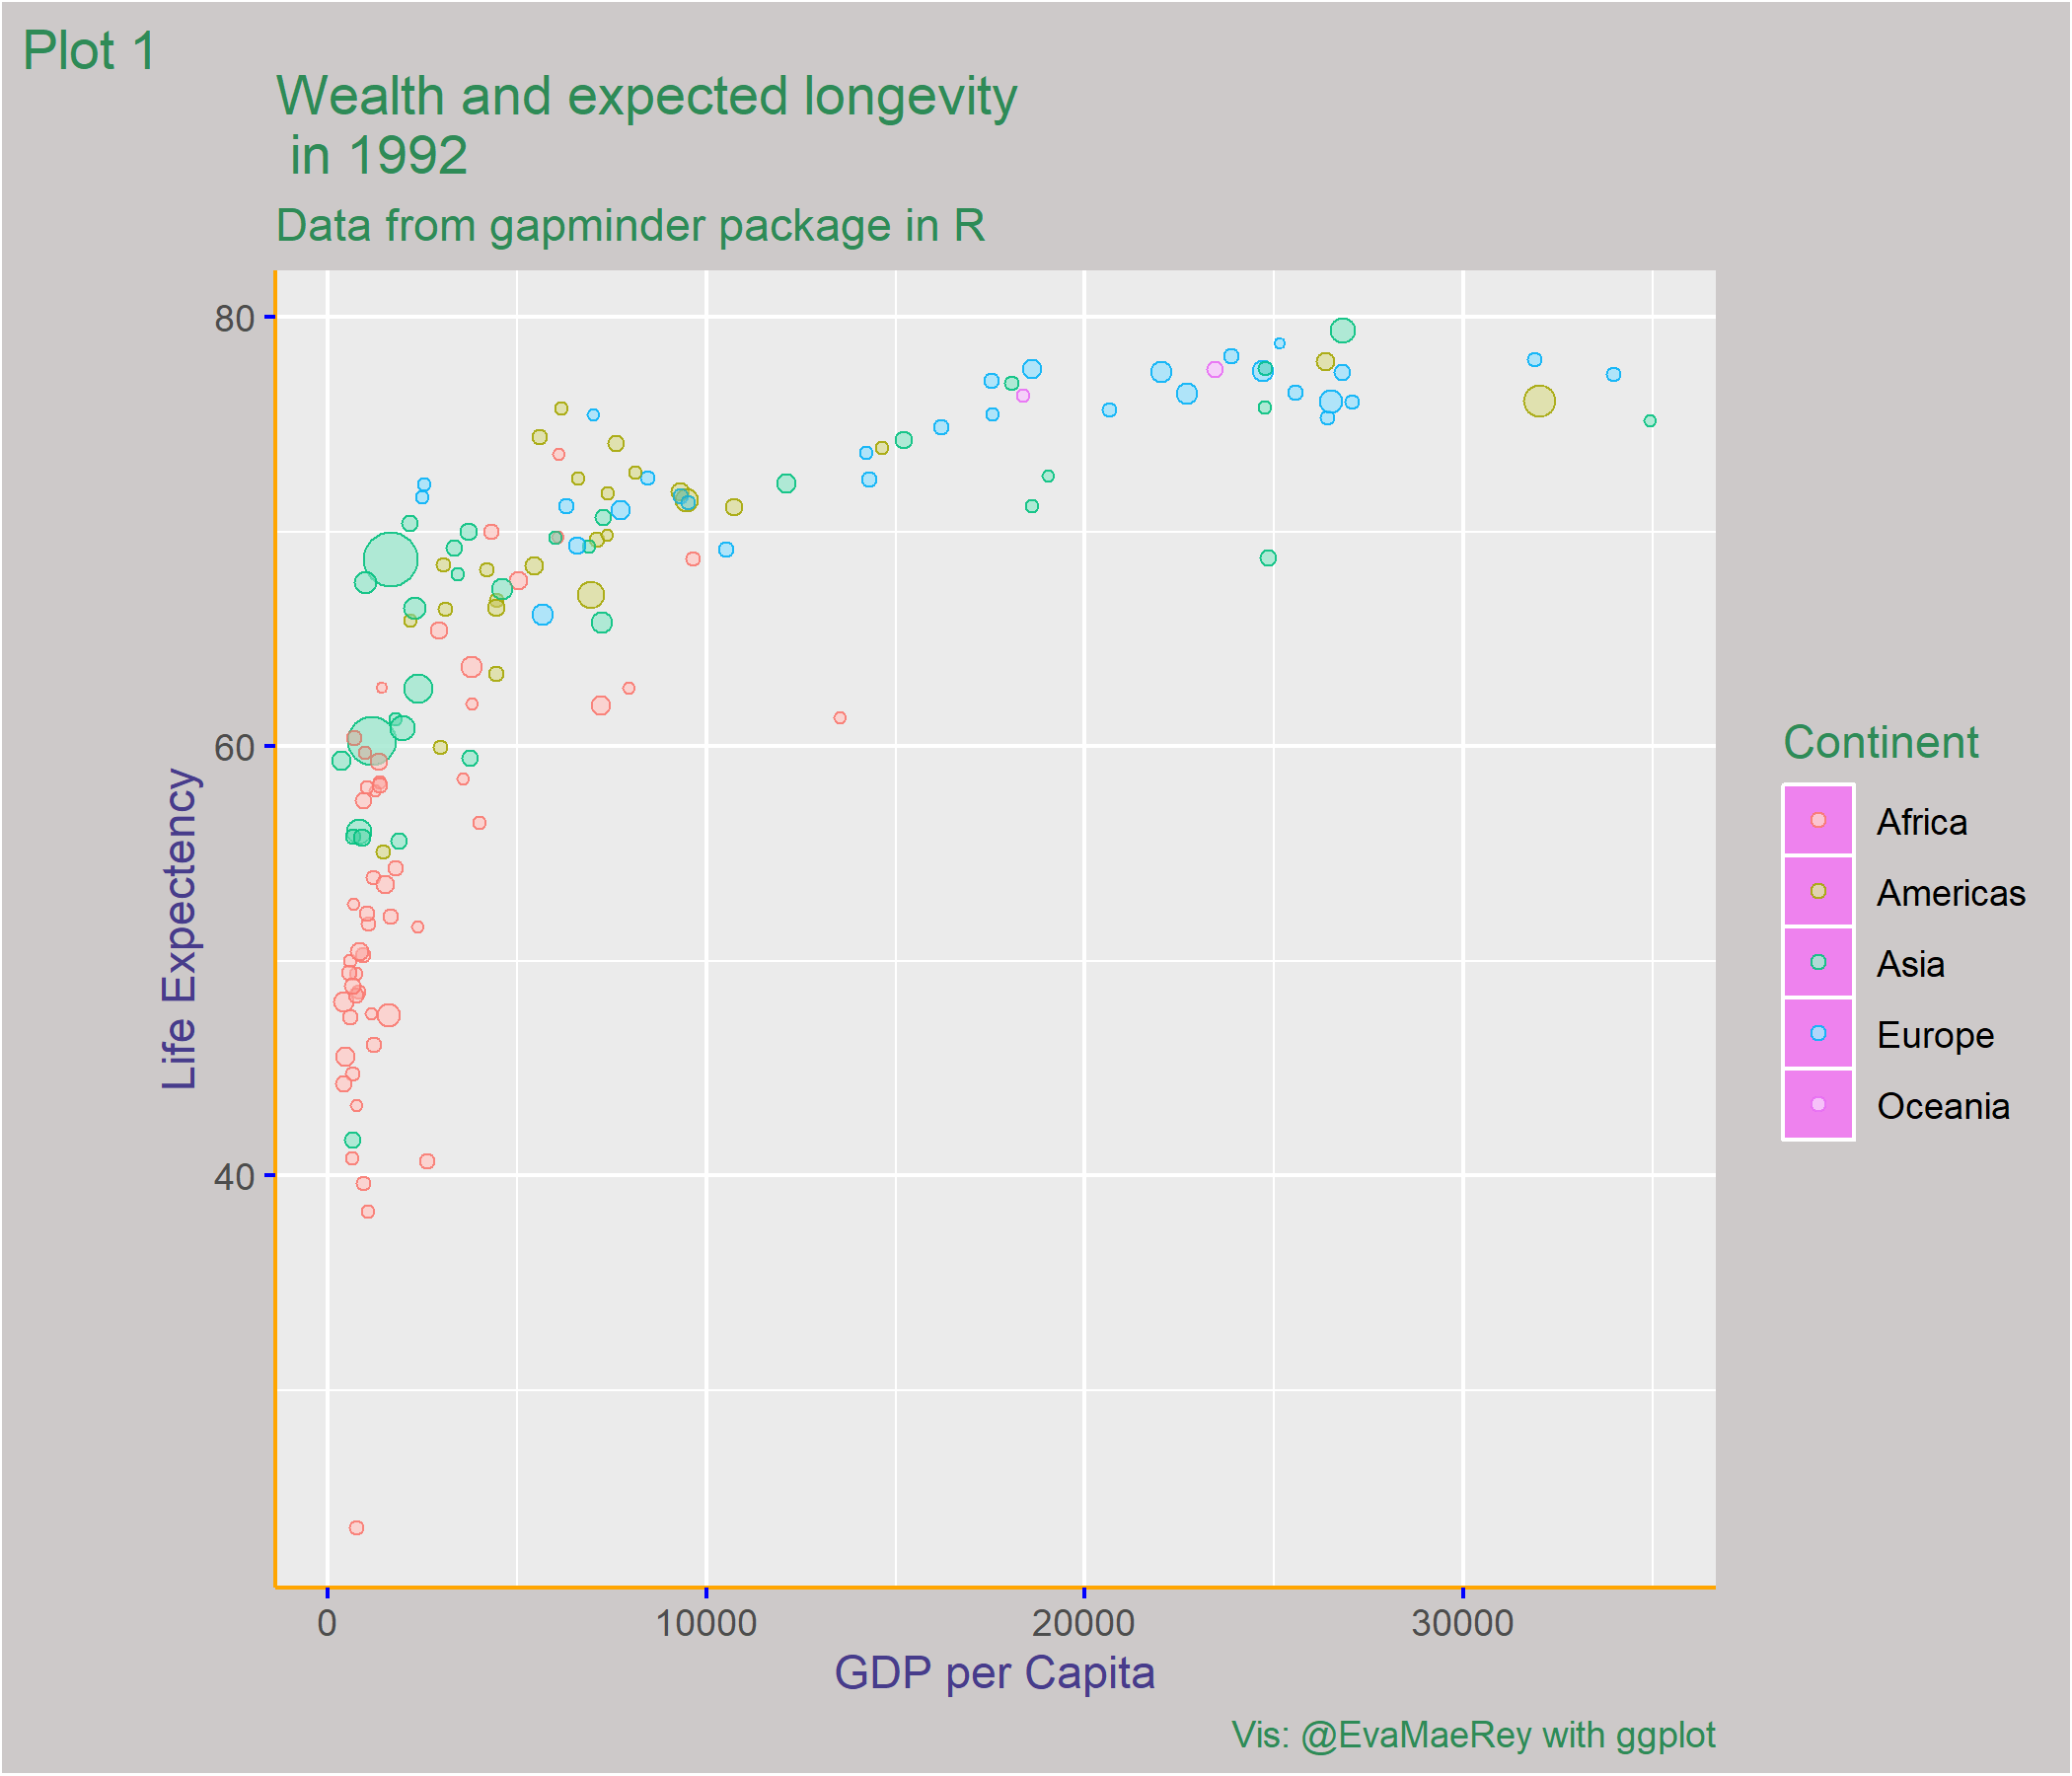 Plot 1
Wealth and expected longevity
in 1992
Data from gapminder package in R
80
60
40
Life Expectency
0 10000 20000 30000
GDP per Capita
Continent
Africa
Americas
Asia
Europe
Oceania
Vis: @EvaMaeRey with ggplot